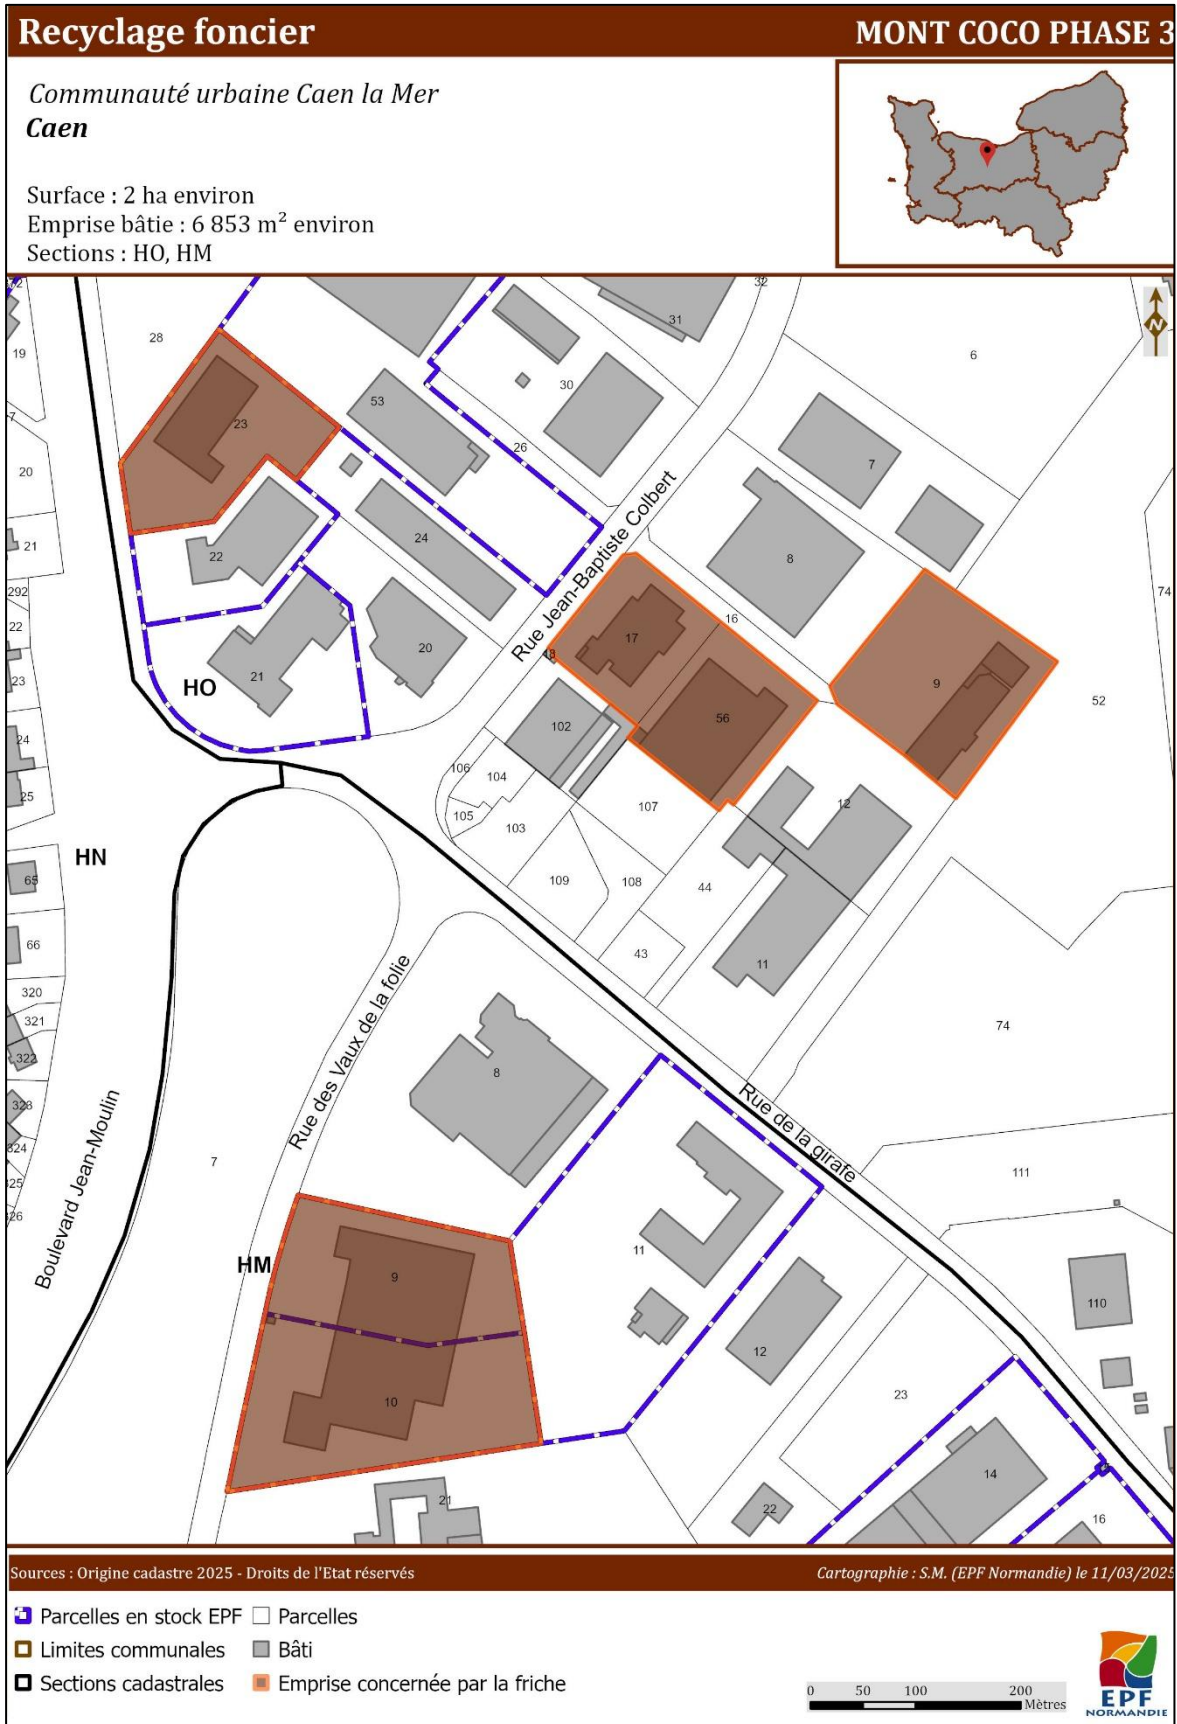 Recyclage foncier
MONT COCO PHASE 3
Communauté urbaine Caen la Mer
Caen
Surface : 2 ha environ
Emprise bâtie : 6 853 m² environ
Sections : HO, HM
N
28
23
53
30
31
32
26
6
7
8
19
20
21
292
22
23
24
25
22
24
21
20
HO
Rue Jean-Baptiste Colbert
17
16
18
56
9
52
74
102
106
104
105
103
107
109
108
44
43
12
11
HN
65
66
320
321
322
323
324
Boulevard Jean-Moulin
7
Rue des Vaux de la folie
8
Rue de la girafe
74
111
110
HM
9
10
11
12
23
14
16
22
21
Sources : Origine cadastre 2025 - Droits de l'Etat réservés
Cartographie : S.M. (EPF Normandie) le 11/03/2025
Parcelles en stock EPF
Parcelles
Limites communales
Bâti
Sections cadastrales
Emprise concernée par la friche
0 50 100 200
Mètres
EPF
NORMANDIE